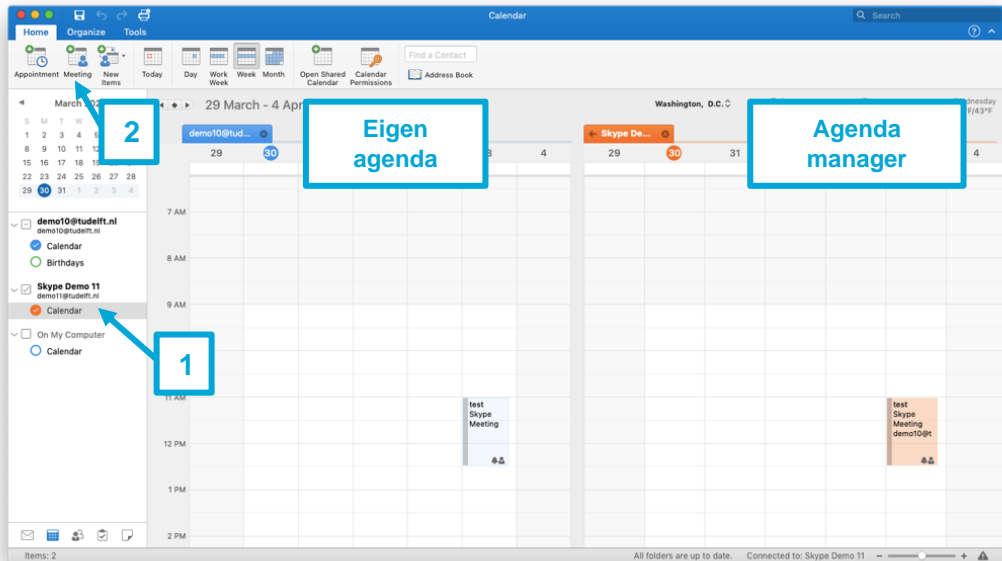 Calendar
Search
Home Organize Tools
Appointment Meeting New Items Today Day Work Week Week Month Open Shared Calendar Calendar Permissions Find a Contact
Address Book
March
29 March - 4 Apr
Washington, D.C.
F/43°F
2
Eigen agenda
Agenda manager
S M T W
1 2 3 4
8 9 10 11
15 16 17 18
22 23 24 25 26 27 28
29 30 31 1 2 3 4
demo10@tud...
Skype De...
29 30 4
29 30 31 4
demo10@tudelft.nl
demo10@tudelft.nl
Calendar
Birthdays
Skype Demo 11
demo11@tudelft.nl
Calendar
On My Computer
Calendar
1
7 AM
8 AM
9 AM
11 AM
12 PM
1 PM
2 PM
test
Skype
Meeting
test
Skype
Meeting
demo10@t
Items: 2
All folders are up to date. Connected to: Skype Demo 11